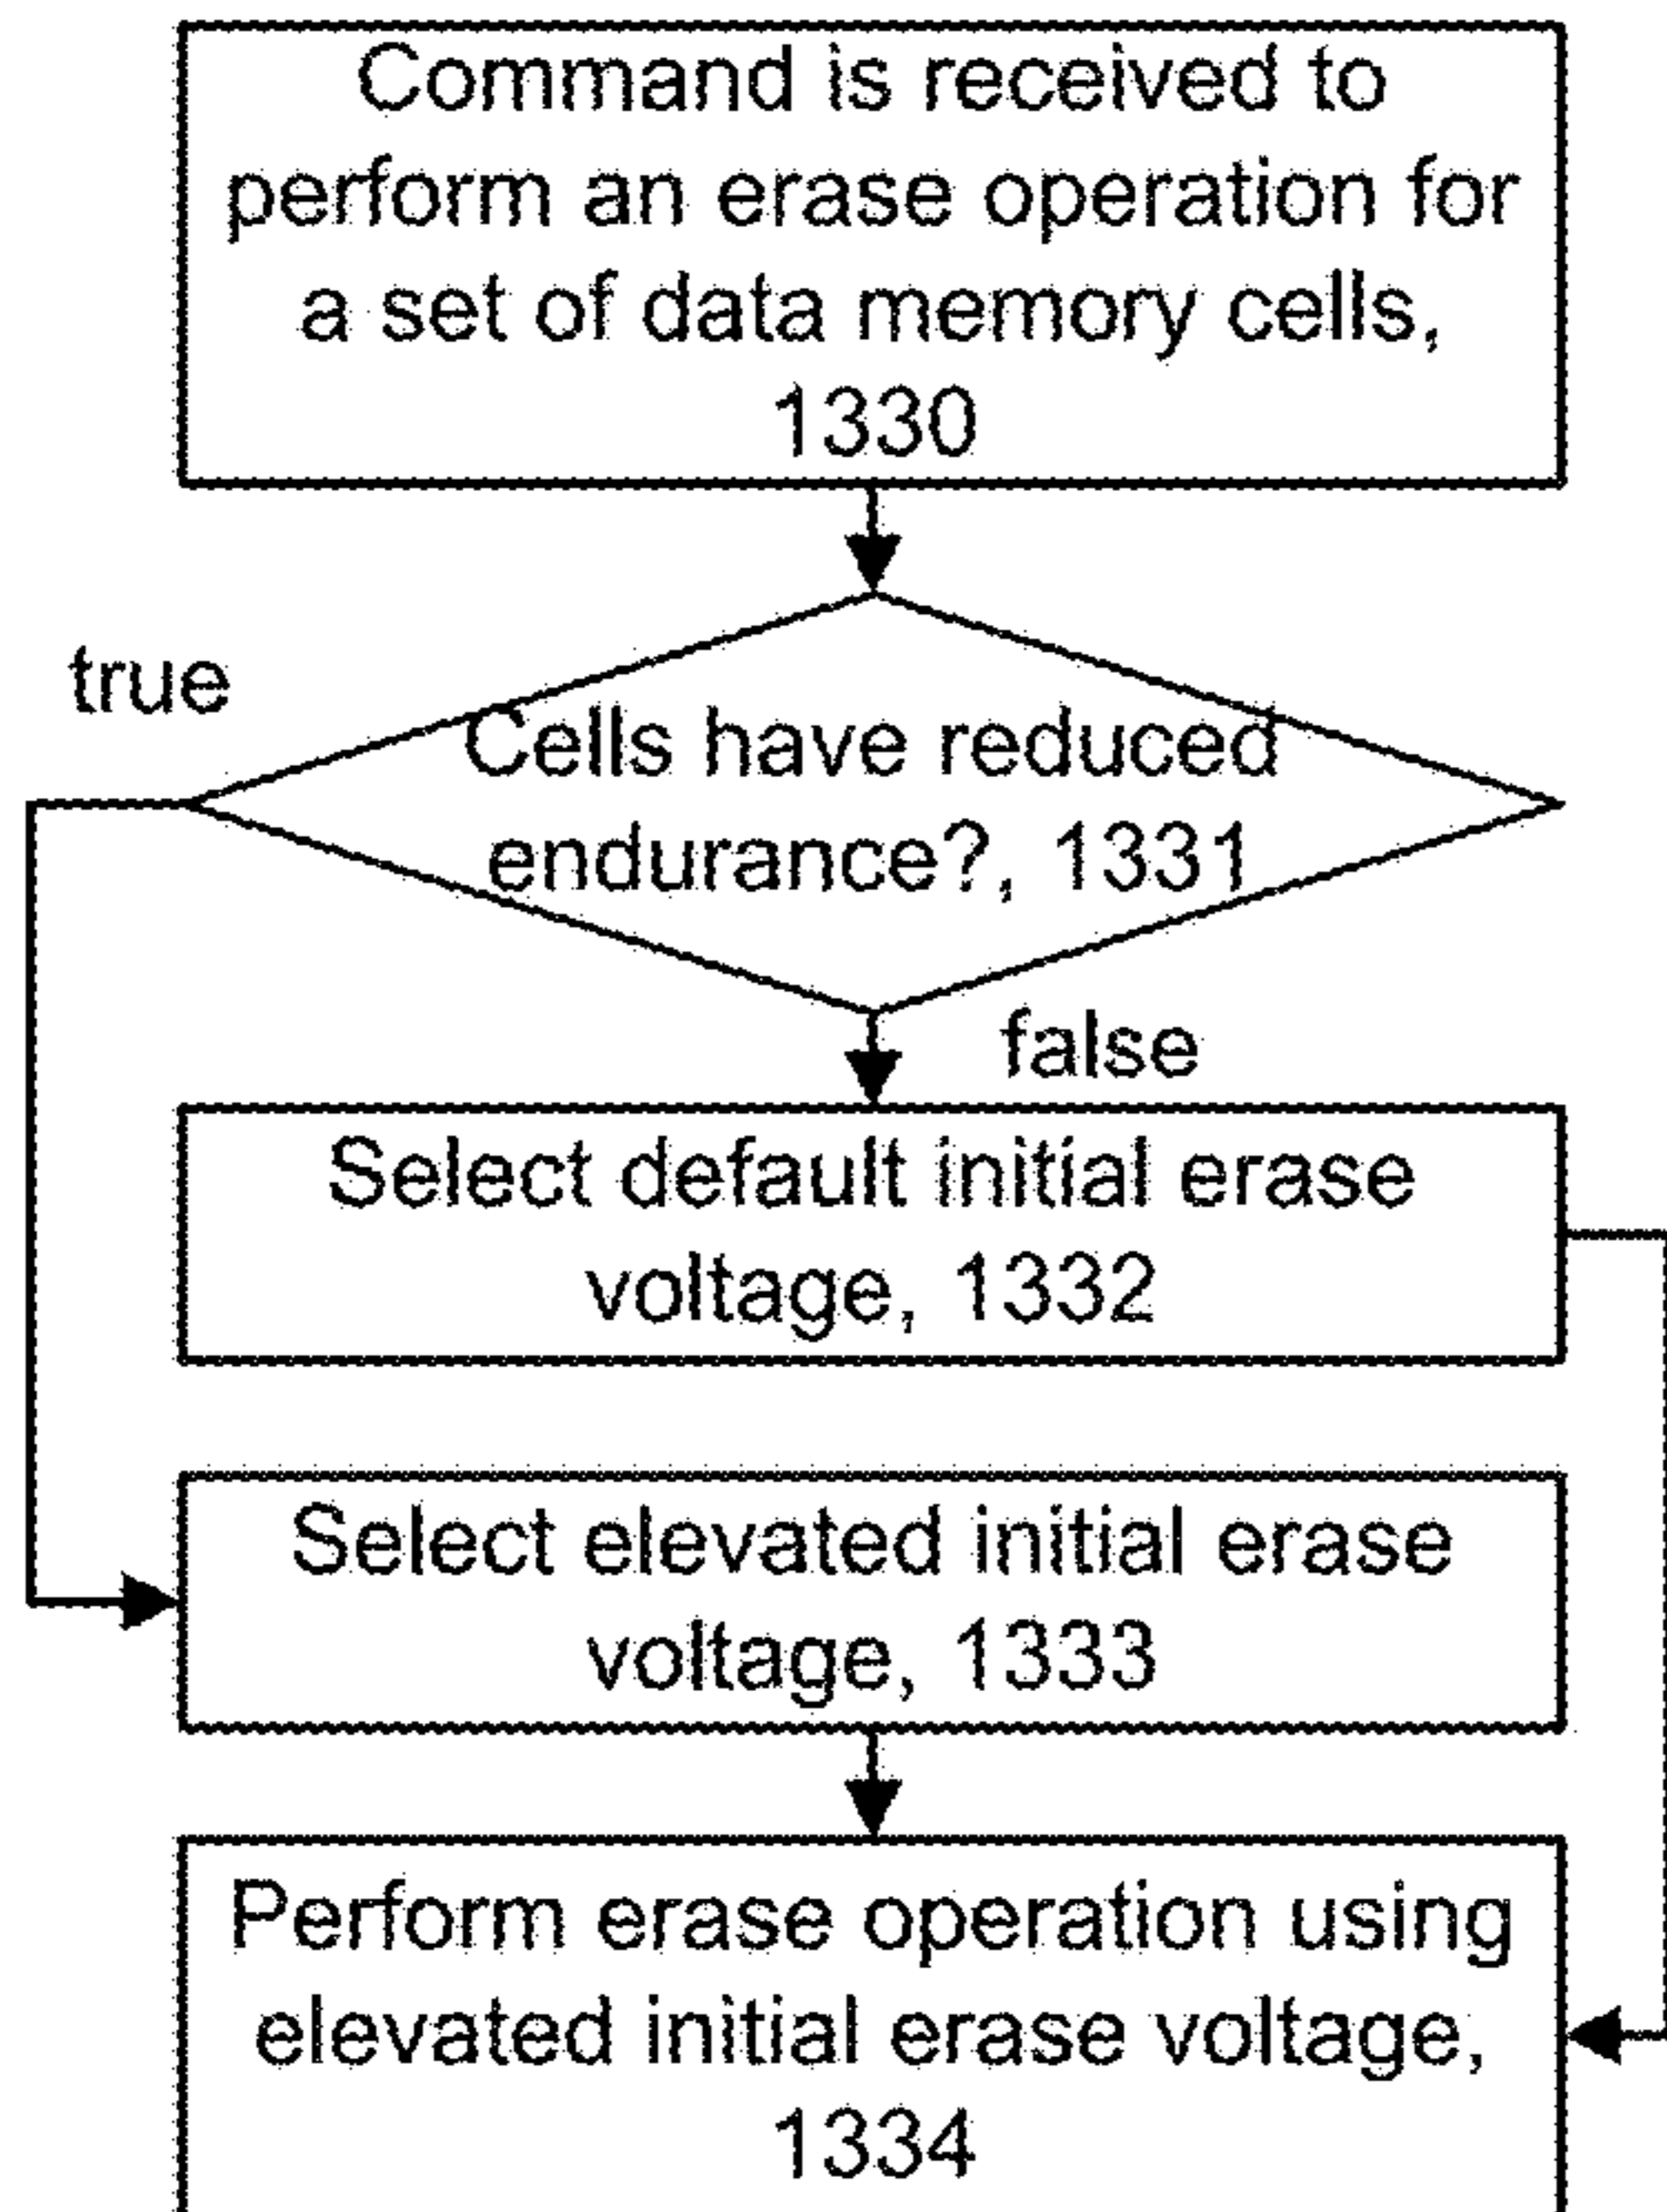 Command is received to
perform an erase operation for
a set of data memory cells,
1330
true
Cells have reduced
endurance?, 1331
false
Select default initial erase
voltage, 1332
Select elevated initial erase
voltage, 1333
Perform erase operation using
elevated initial erase voltage,
1334